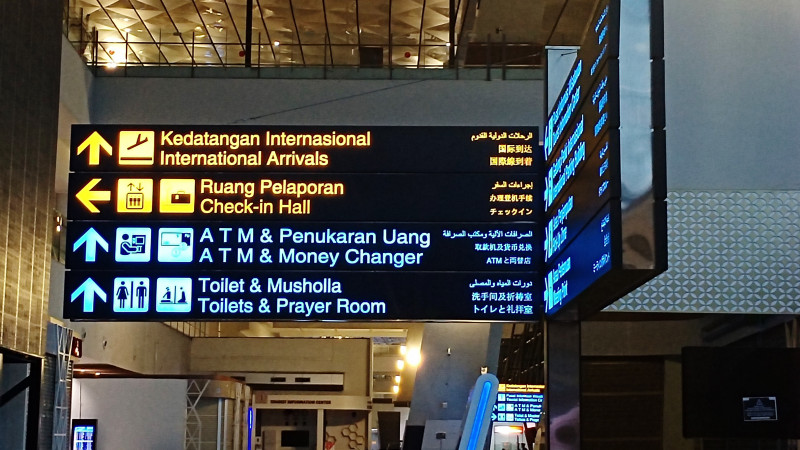 Kedatangan Internasional
International Arrivals
الرحلات الدولية القدوم
国际到达
国際線到着
Ruang Pelaporan
Check-in Hall
إجراءات السفر
办理登机手续
チェックイン
A T M & Penukaran Uang
A T M & Money Changer
الصرافات الآلية ومكتب الصرافة
取款机及货币兑换
ATMと両替店
Toilet & Musholla
Toilets & Prayer Room
دورات المياه والمصلى
洗手间及祈祷室
トイレと礼拝室
TOURIST INFORMATION CENTER